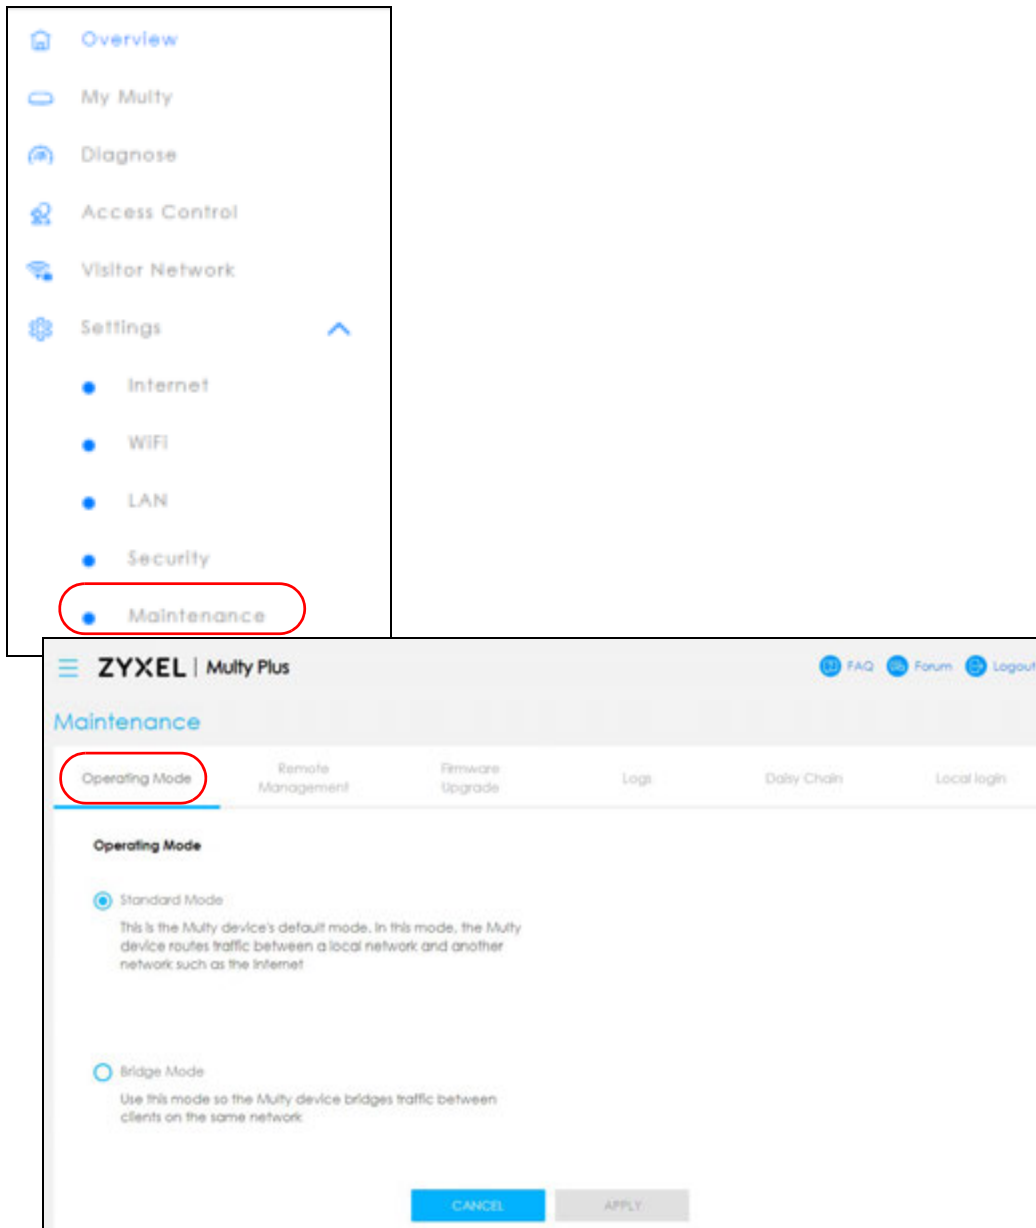 Overview
My Multy
Diagnose
Access Control
Visitor Network
Settings
Internet
WiFi
LAN
Security
Maintenance
ZYXEL | Multy Plus
FAQ
Forum
Logout
Maintenance
Operating Mode
Remote
Management
Firmware
Upgrade
Logs
Daisy Chain
Local login
Operating Mode
Standard Mode
This is the Multy device's default mode. In this mode, the Multy
device routes traffic between a local network and another
network such as the Internet
Bridge Mode
Use this mode so the Multy device bridges traffic between
clients on the same network
CANCEL
APPLY